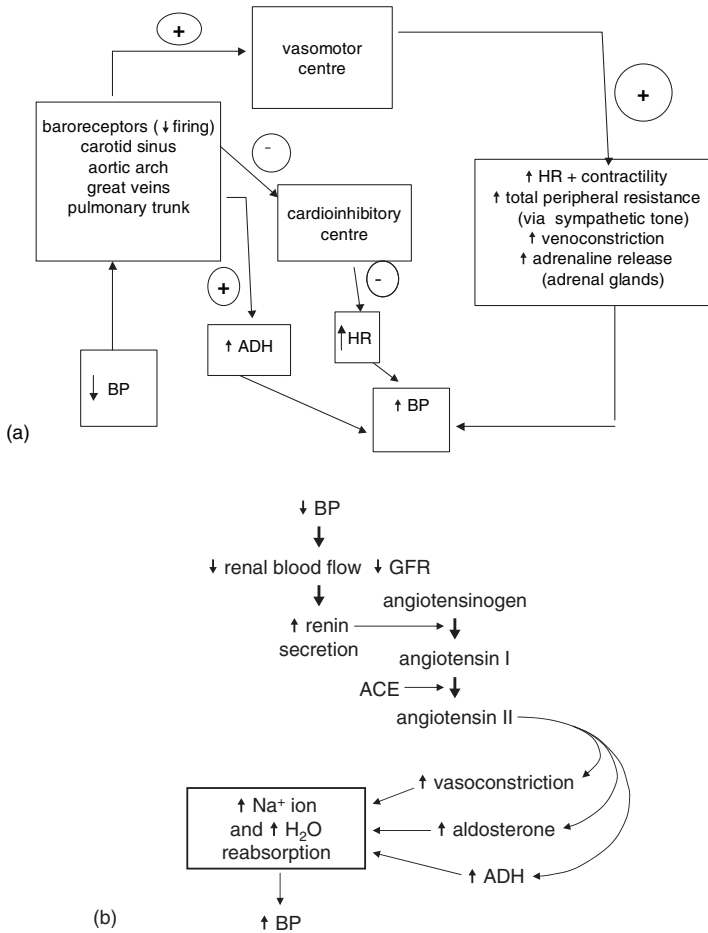 +
vasomotor
centre
+
baroreceptors (↓ firing)
carotid sinus
aortic arch
great veins
pulmonary trunk
-
cardioinhibitory
centre
↑ HR + contractility
↑ total peripheral resistance
(via sympathetic tone)
↑ venoconstriction
↑ adrenaline release
(adrenal glands)
+
-
↑ ADH
↑ HR
↓ BP
↑ BP
(a)
↓ BP
↓ renal blood flow ↓ GFR
↑ renin
secretion
angiotensinogen
angiotensin I
ACE
angiotensin II
↑ vasoconstriction
↑ Na⁺ ion
and ↑ H₂O
reabsorption
↑ aldosterone
↑ ADH
↑ BP
(b)